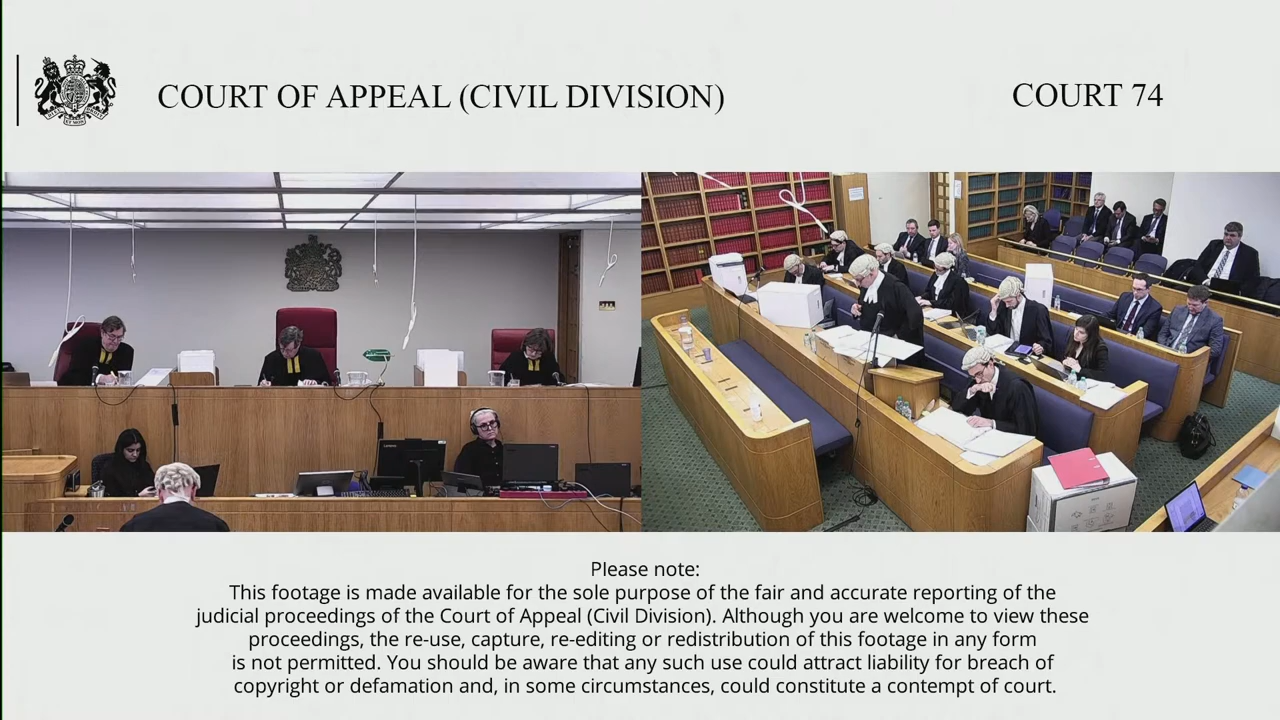 COURT OF APPEAL (CIVIL DIVISION)
COURT 74
Please note:
This footage is made available for the sole purpose of the fair and accurate reporting of the
judicial proceedings of the Court of Appeal (Civil Division). Although you are welcome to view these
proceedings, the re-use, capture, re-editing or redistribution of this footage in any form
is not permitted. You should be aware that any such use could attract liability for breach of
copyright or defamation and, in some circumstances, could constitute a contempt of court.